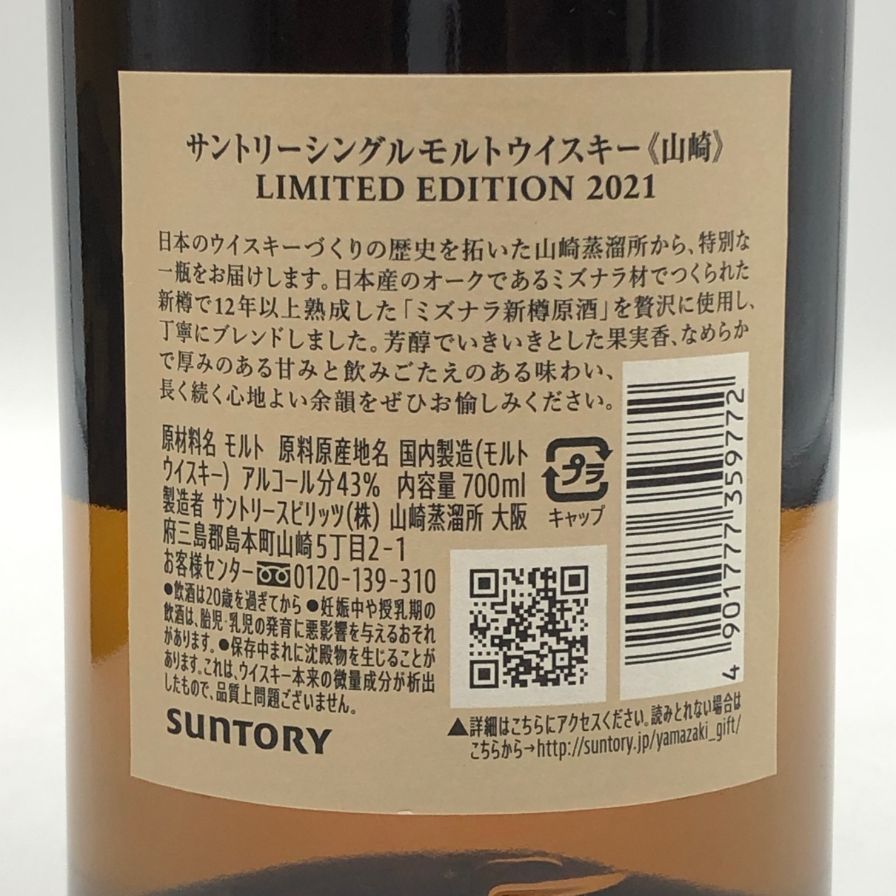 サントリーシングルモルトウイスキー《山崎》
LIMITED EDITION 2021
日本のウイスキーづくりの歴史を拓いた山崎蒸溜所から、特別な
一瓶をお届けします。日本産のオークであるミズナラ材でつくられた
新樽で12年以上熟成した「ミズナラ新樽原酒」を贅沢に使用し、
丁寧にブレンドしました。芳醇でいきいきとした果実香、なめらか
で厚みのある甘みと飲みごたえのある味わい、
長く続く心地よい余韻をぜひお愉しみください。
原材料名 モルト 原料原産地名 国内製造(モルト
ウイスキー) アルコール分43% 内容量700ml
製造者 サントリースピリッツ(株) 山崎蒸溜所 大阪
府三島郡島本町山崎5丁目2-1
お客様センター 0120-139-310
●飲酒は20歳を過ぎてから ●妊娠中や授乳期の
飲酒は、胎児・乳児の発育に悪影響を与えるおそれ
があります。●保存中まれに沈殿物を生じることが
あります。これは、ウイスキー本来の微量成分が析出
したもので、品質上問題ございません。
SUNTORY
プラ
キャップ
4 901777 359772
▲詳細はこちらにアクセスください。読みとれない場合は
こちらから→http://suntory.jp/yamazaki_gift/